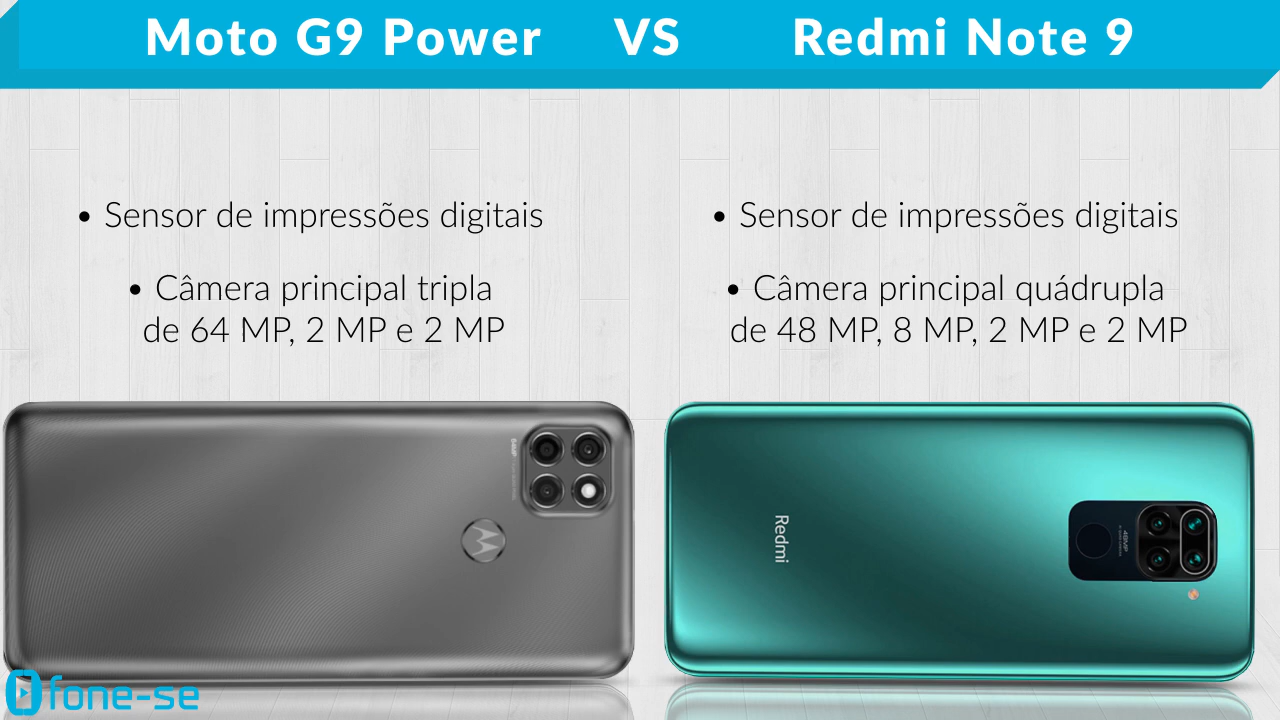 Moto G9 Power VS Redmi Note 9
• Sensor de impressões digitais
• Câmera principal tripla
de 64 MP, 2 MP e 2 MP
• Sensor de impressões digitais
• Câmera principal quádrupla
de 48 MP, 8 MP, 2 MP e 2 MP
64MP
Redmi
48MP
fone-se